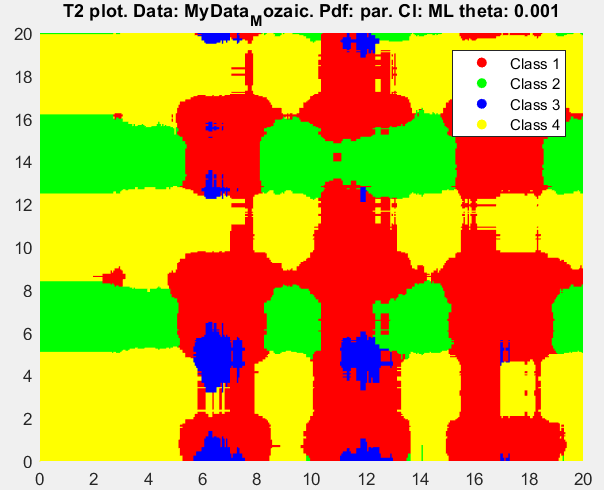 T2 plot. Data: MyData_Mozaic. Pdf: par. Cl: ML theta: 0.001
20
18
16
14
12
10
8
6
4
2
0
Class 1
Class 2
Class 3
Class 4
0 2 4 6 8 10 12 14 16 18 20